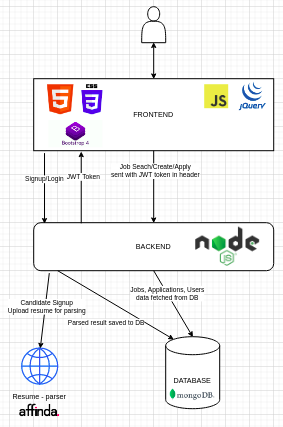 5
CSS
3
JS
jQuery
Bootstrap 4
FRONTEND
Signup/Login
JWT Token
Job Seach/Create/Apply
sent with JWT token in header
BACKEND
node
JS
Jobs, Applications, Users
data fetched from DB
Candidate Signup
Upload resume for parsing
Parsed result saved to DB
DATABASE
mongoDB.
Resume - parser
affinda.